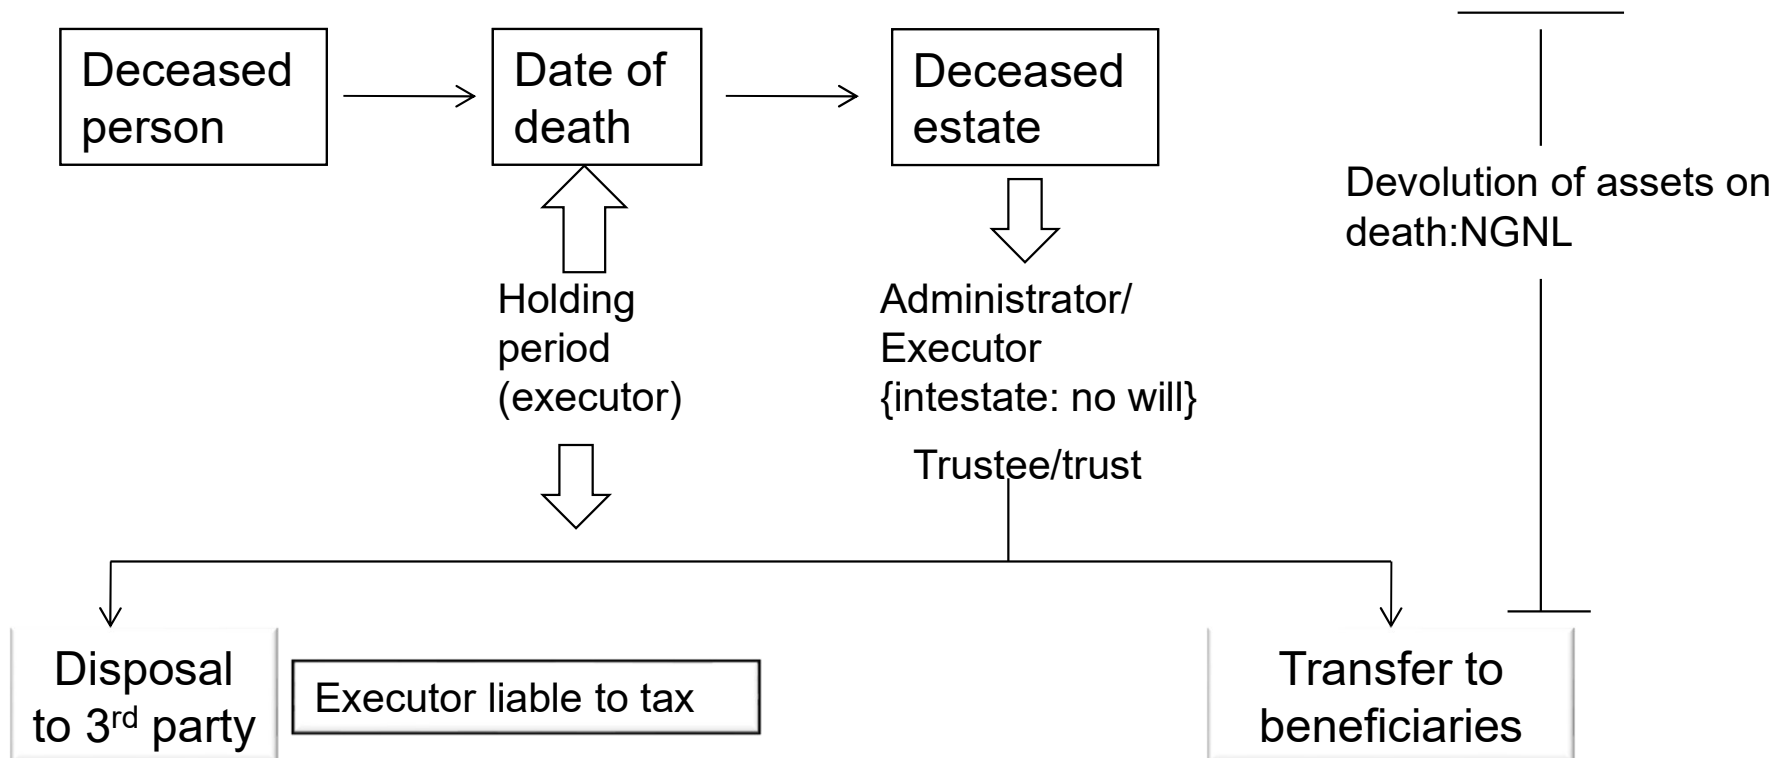 Deceased
person
Date of
death
Deceased
estate
Devolution of assets on
death:NGNL
Holding
period
(executor)
Administrator/
Executor
{intestate: no will}
Trustee/trust
Disposal
to 3rd party
Executor liable to tax
Transfer to
beneficiaries